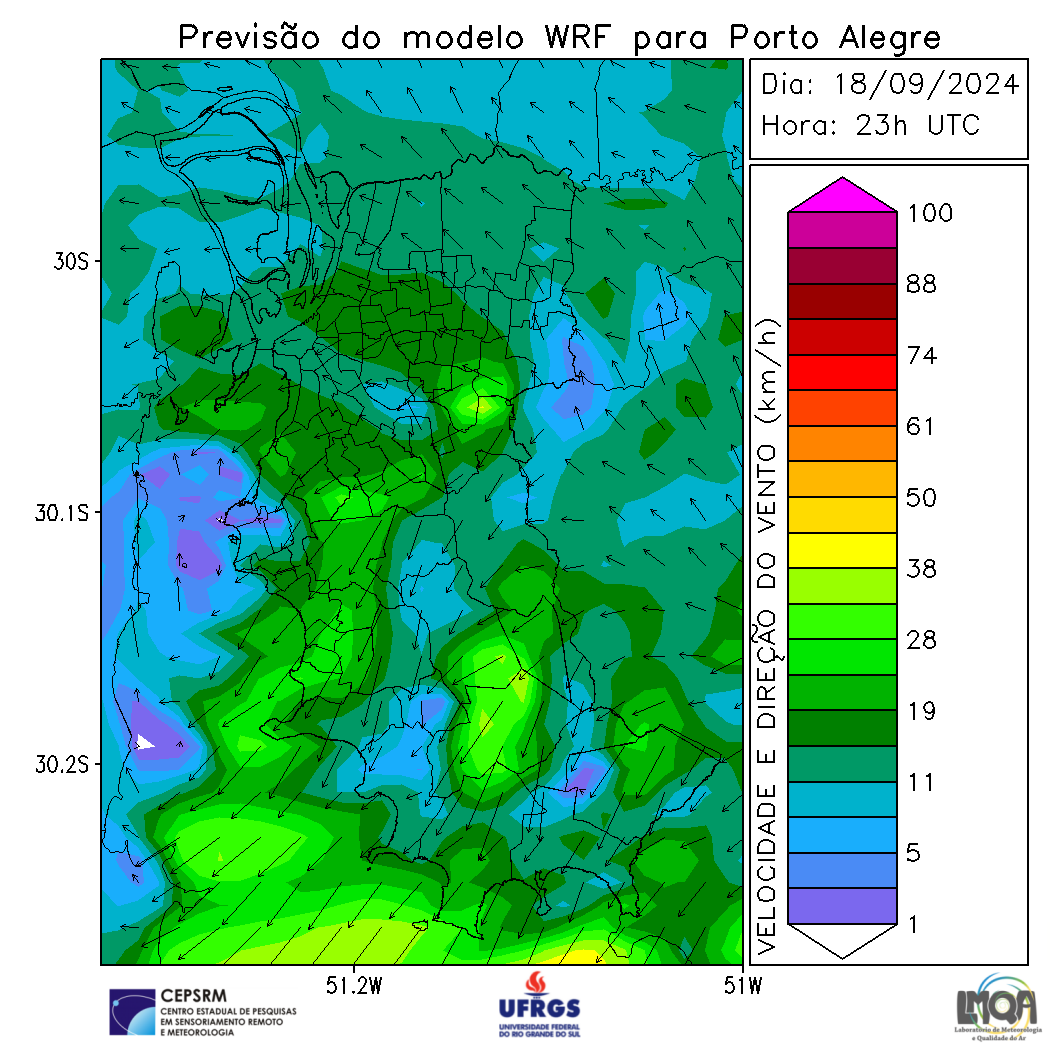 Previsão do modelo WRF para Porto Alegre
Dia: 18/09/2024
Hora: 23h UTC
30S
30.1S
30.2S
51.2W
51W
VELOCIDADE E DIREÇÃO DO VENTO (km/h)
100
88
74
61
50
38
28
19
11
5
1
CEPSRM
CENTRO ESTADUAL DE PESQUISAS
EM SENSORIAMENTO REMOTO
E METEOROLOGIA
UFRGS
UNIVERSIDADE FEDERAL
DO RIO GRANDE DO SUL
LMQA
Laboratório de Meteorologia
e Qualidade do Ar